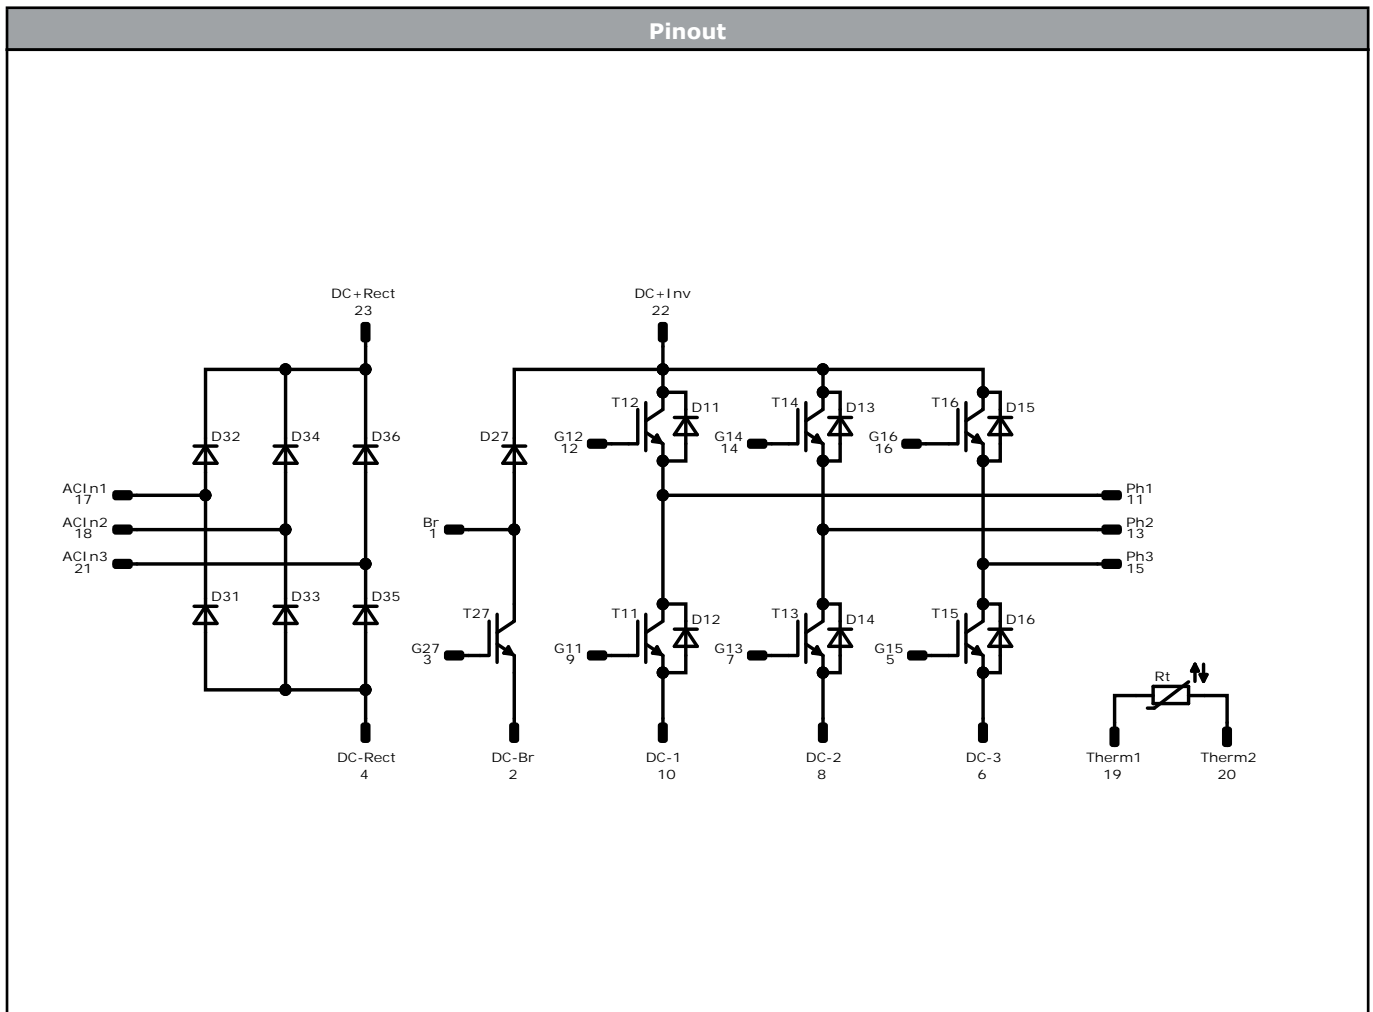 Pinout
DC+Rect
23
DC+Inv
22
T12
D11
T14
D13
T16
D15
D32
D34
D36
D27
G12
12
G14
14
G16
16
ACIn1
17
Ph1
11
ACIn2
18
Br
1
Ph2
13
ACIn3
21
Ph3
15
D31
D33
D35
T27
T11
D12
T13
D14
T15
D16
G27
3
G11
9
G13
7
G15
5
Rt
DC-Rect
4
DC-Br
2
DC-1
10
DC-2
8
DC-3
6
Therm1
19
Therm2
20